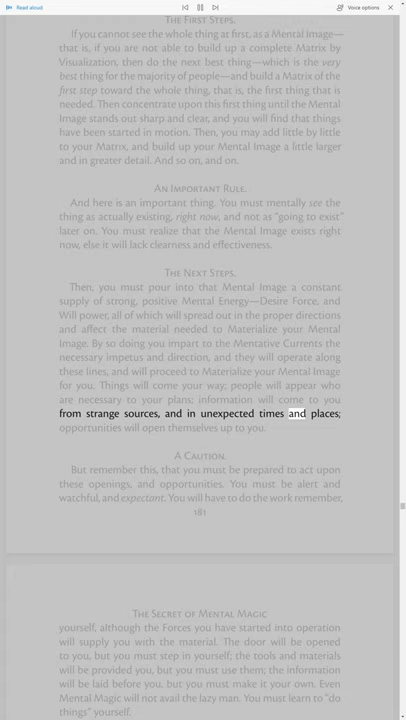 Read aloud
Voice options
The First Steps.
If you cannot see the whole thing at first, as a Mental Image—
that is, if you are not able to build up a complete Matrix by
Visualization, then do the next best thing—which is the very
best thing for the majority of people—and build a Matrix of the
first step toward the whole thing, that is, the first thing that is
needed. Then concentrate upon this first thing until the Mental
Image stands out sharp and clear, and you will find that things
have been started in motion. Then, you may add little by little
to your Matrix, and build up your Mental Image a little larger
and in greater detail. And so on, and on.
An Important Rule.
And here is an important thing. You must mentally see the
thing as actually existing, right now, and not as "going to exist"
later on. You must realize that the Mental Image exists right
now, else it will lack clearness and effectiveness.
The Next Steps.
Then, you must pour into that Mental Image a constant
supply of strong, positive Mental Energy—Desire Force, and
Will power, all of which will spread out in the proper directions
and affect the material needed to Materialize your Mental
Image. By so doing you impart to the Mentative Currents the
necessary impetus and direction, and they will operate along
these lines, and will proceed to Materialize your Mental Image
for you. Things will come your way; people will appear who
are necessary to your plans; information will come to you
from strange sources, and in unexpected times and places;
opportunities will open themselves up to you.
A Caution.
But remember this, that you must be prepared to act upon
these openings, and opportunities. You must be alert and
watchful, and expectant. You will have to do the work remember,
181
The Secret of Mental Magic
yourself, although the Forces you have started into operation
will supply you with the material. The door will be opened
to you, but you must step in yourself; the tools and materials
will be provided you, but you must use them; the information
will be laid before you, but you must make it your own. Even
Mental Magic will not avail the lazy man. You must learn to "do
things" yourself.